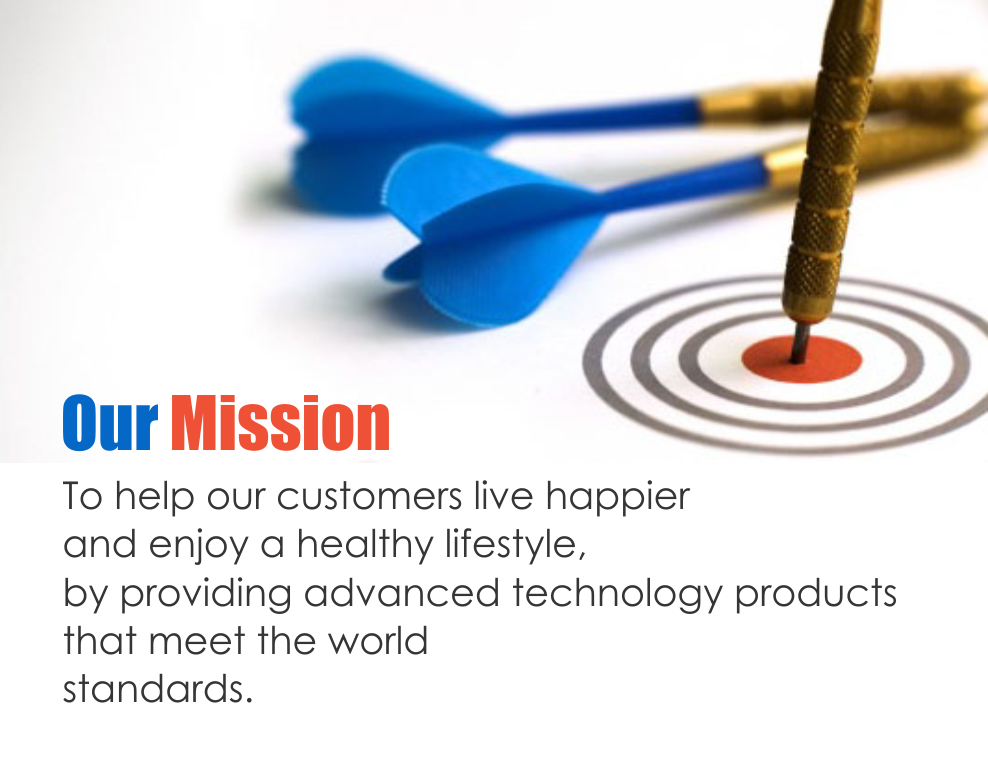 Our Mission
To help our customers live happier
and enjoy a healthy lifestyle,
by providing advanced technology products
that meet the world
standards.